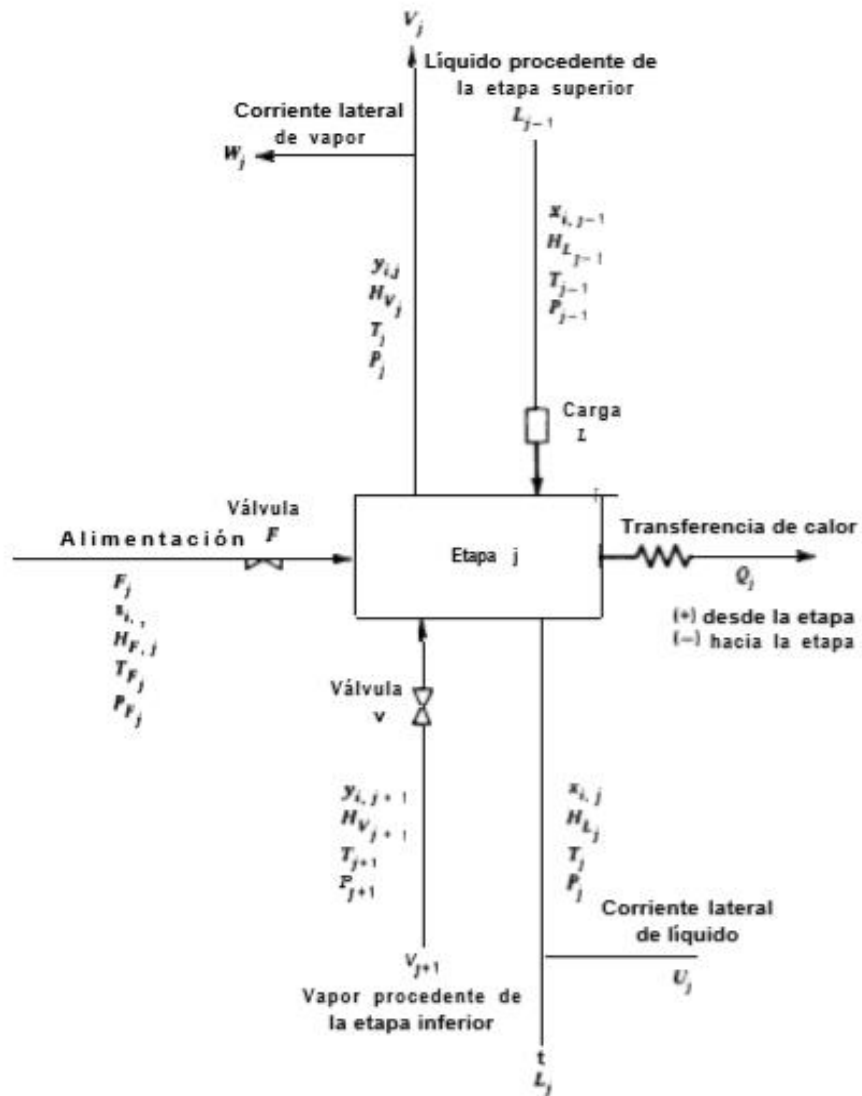 V_j
Líquido procedente de
la etapa superior
L_{j-1}
Corriente lateral
de vapor
W_j
x_{i, j-1}
H_{L_{j-1}}
T_{j-1}
P_{j-1}
y_{i,j}
H_{V_j}
T_j
P_j
Carga
L
Válvula
F
Alimentación
Etapa j
Transferencia de calor
Q_j
(+) desde la etapa
(−) hacia la etapa
F_j
H_{F, j}
T_{F_j}
P_{F_j}
Válvula
v
y_{i, j+1}
H_{V_{j+1}}
T_{j+1}
P_{j+1}
V_{j+1}
Vapor procedente de
la etapa inferior
x_{i, j}
H_{L_j}
T_j
P_j
Corriente lateral
de líquido
U_j
t
L_j